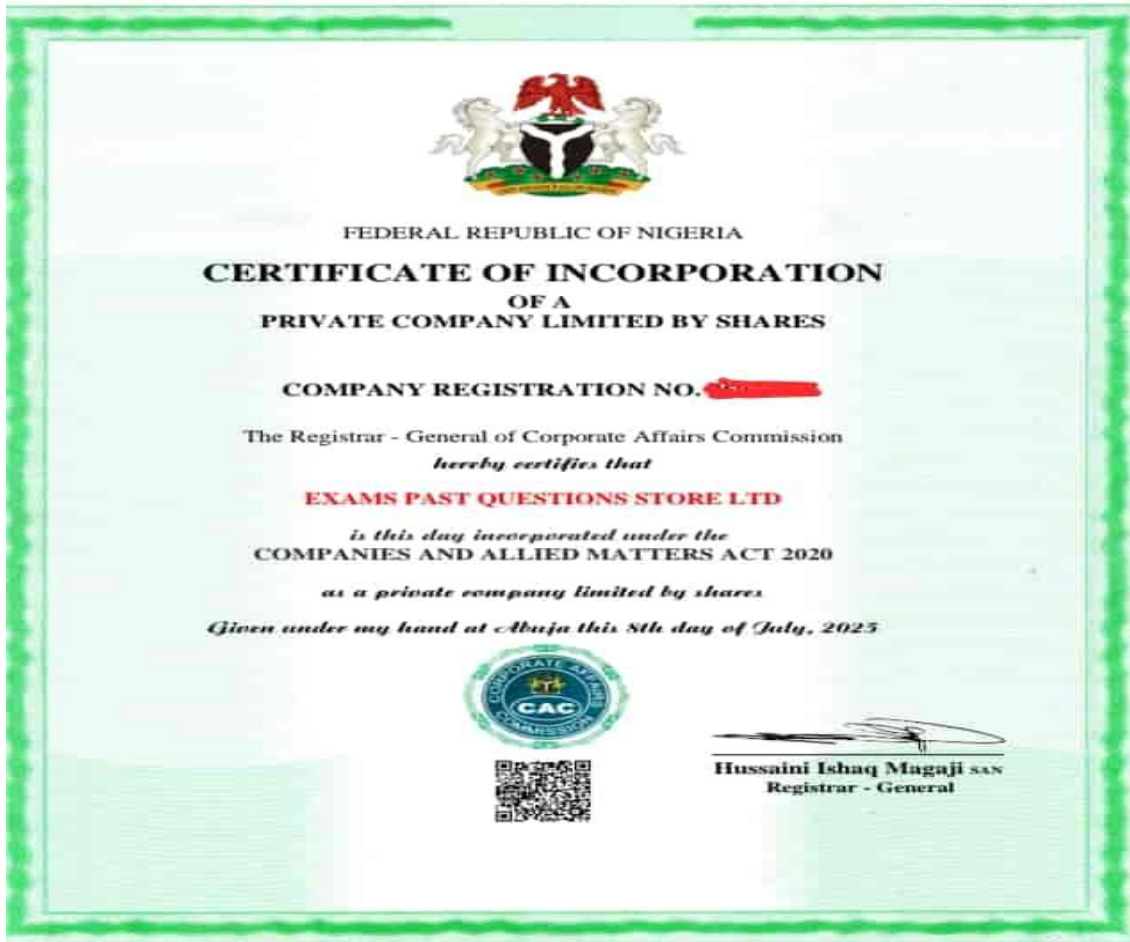 FEDERAL REPUBLIC OF NIGERIA
CERTIFICATE OF INCORPORATION
OF A
PRIVATE COMPANY LIMITED BY SHARES
COMPANY REGISTRATION NO.
The Registrar - General of Corporate Affairs Commission
hereby certifies that
EXAMS PAST QUESTIONS STORE LTD
is this day incorporated under the
COMPANIES AND ALLIED MATTERS ACT 2020
as a private company limited by shares
Given under my hand at Abuja this 8th day of July, 2025
CORPORATE AFFAIRS
CAC
COMMISSION
Hussaini Ishaq Magaji SAN
Registrar - General